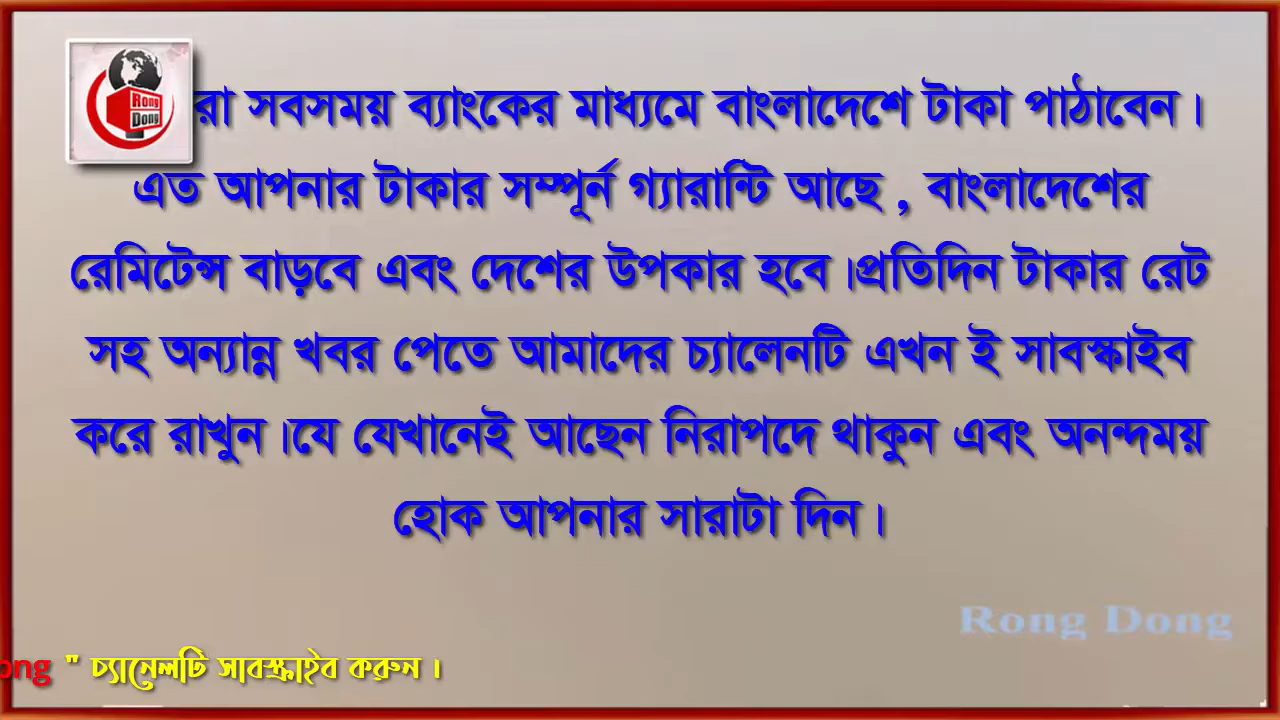 Rong
Dong
রা সবসময় ব্যাংকের মাধ্যমে বাংলাদেশে টাকা পাঠাবেন।
এত আপনার টাকার সম্পূর্ন গ্যারান্টি আছে , বাংলাদেশের
রেমিটেন্স বাড়বে এবং দেশের উপকার হবে।প্রতিদিন টাকার রেট
সহ অন্যান্ন খবর পেতে আমাদের চ্যালেনটি এখন ই সাবস্কাইব
করে রাখুন।যে যেখানেই আছেন নিরাপদে থাকুন এবং অনন্দময়
হোক আপনার সারাটা দিন।
Rong Dong
ong " চ্যানেলটি সাবস্ক্রাইব করুন।